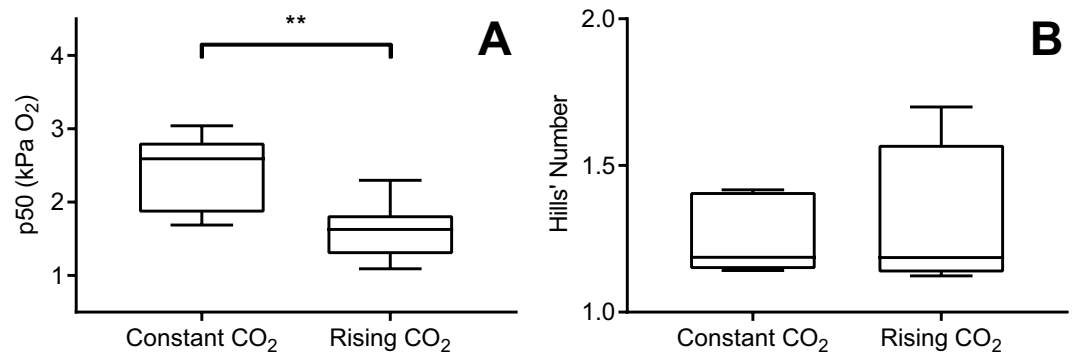 **
A
4
3
2
1
p50 (kPa O₂)
Constant CO₂
Rising CO₂
B
2.0
1.5
1.0
Hills' Number
Constant CO₂
Rising CO₂